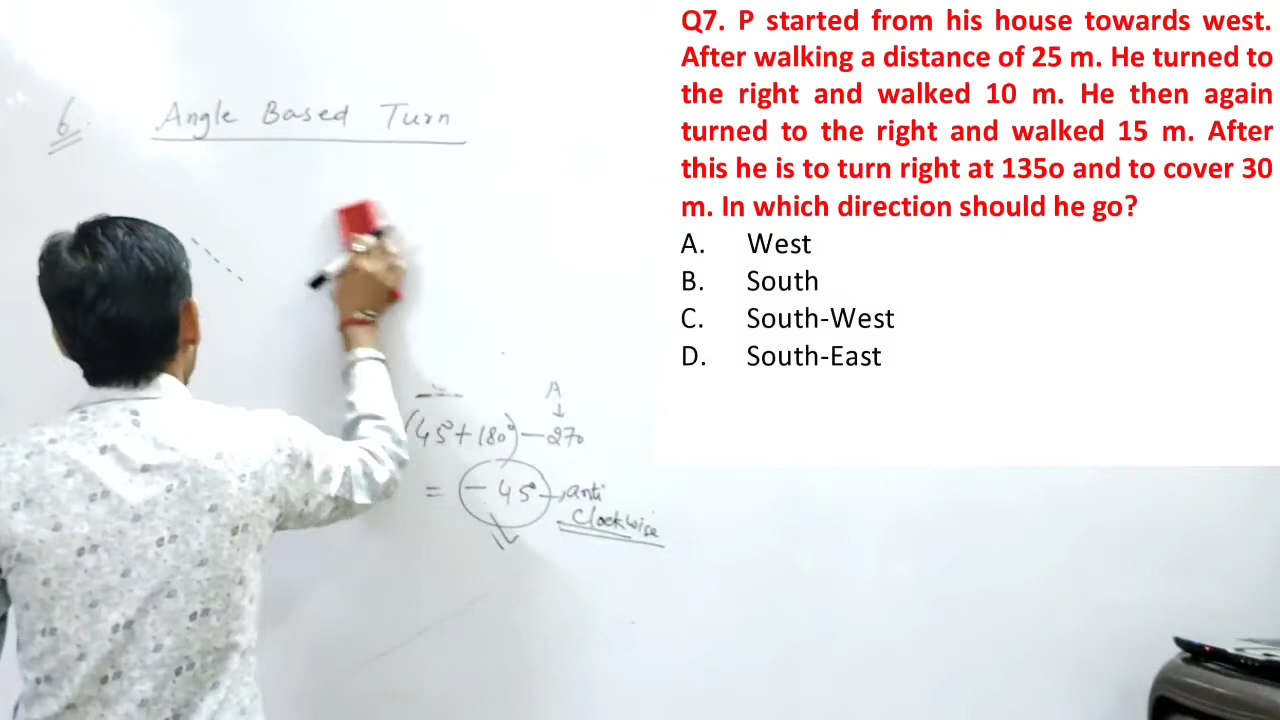 6. Angle Based Turn
A
(45°+180°)-270
= -45° → anti
Clockwise
Q7. P started from his house towards west.
After walking a distance of 25 m. He turned to
the right and walked 10 m. He then again
turned to the right and walked 15 m. After
this he is to turn right at 135o and to cover 30
m. In which direction should he go?
A. West
B. South
C. South-West
D. South-East